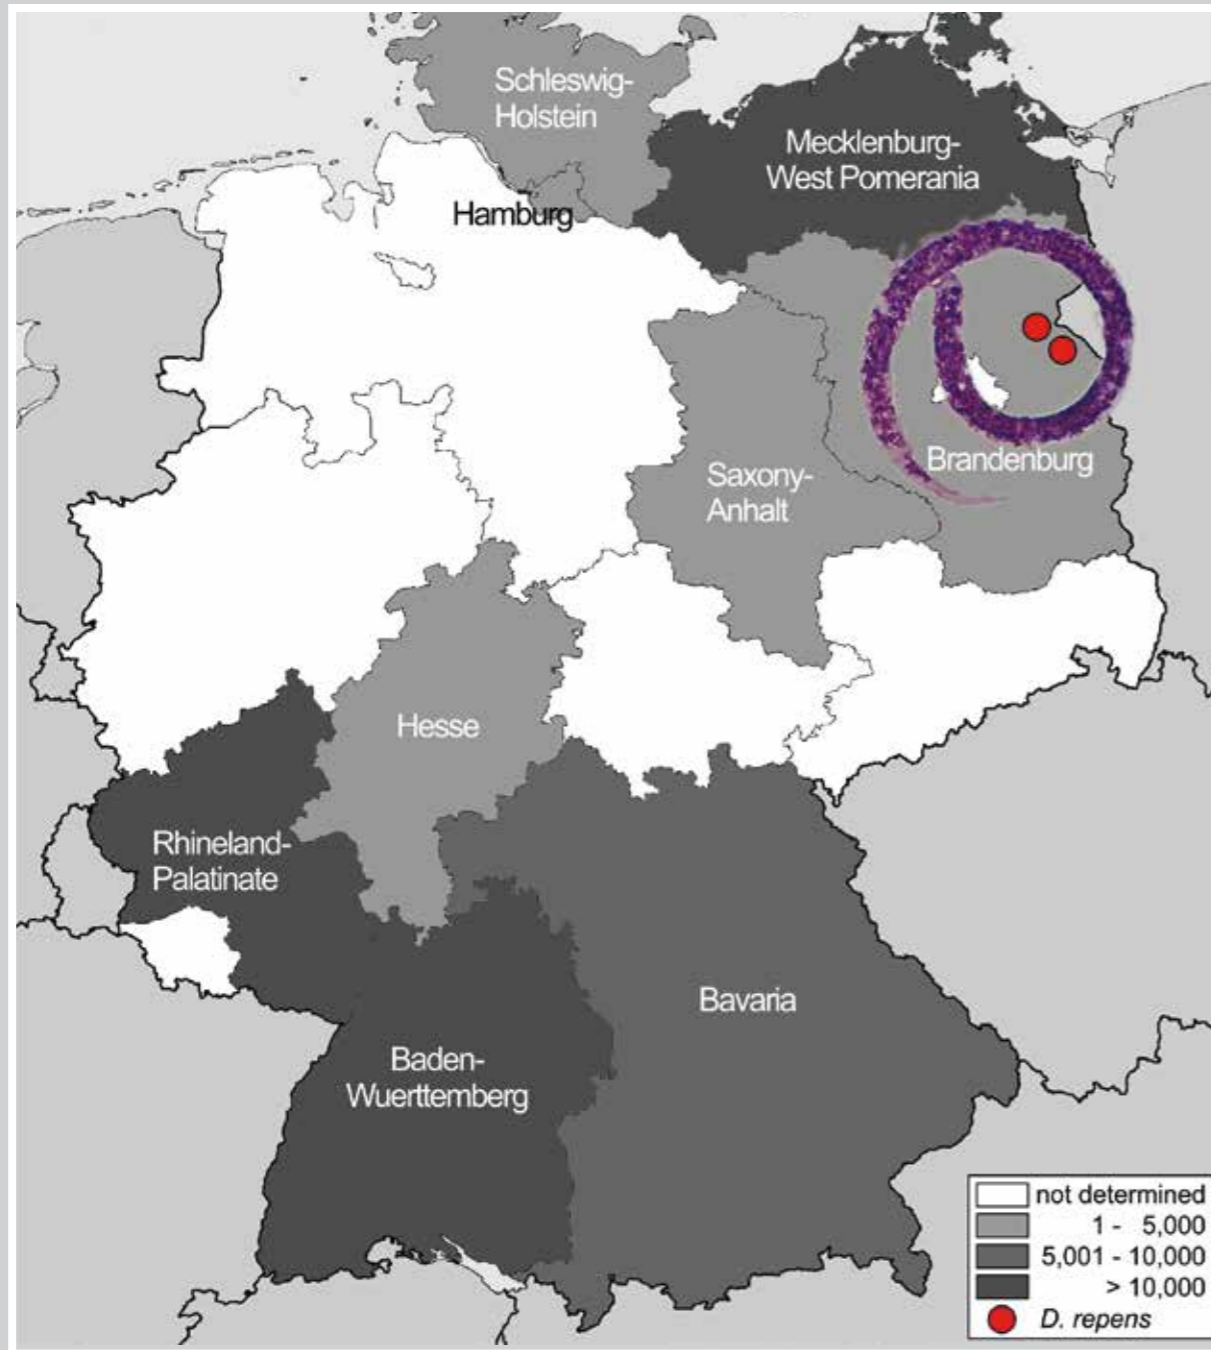 Schleswig-
Holstein
Mecklenburg-
West Pomerania
Hamburg
Brandenburg
Saxony-
Anhalt
Hesse
Rhineland-
Palatinate
Bavaria
Baden-
Wuerttemberg
not determined
1 - 5,000
5,001 - 10,000
> 10,000
D. repens